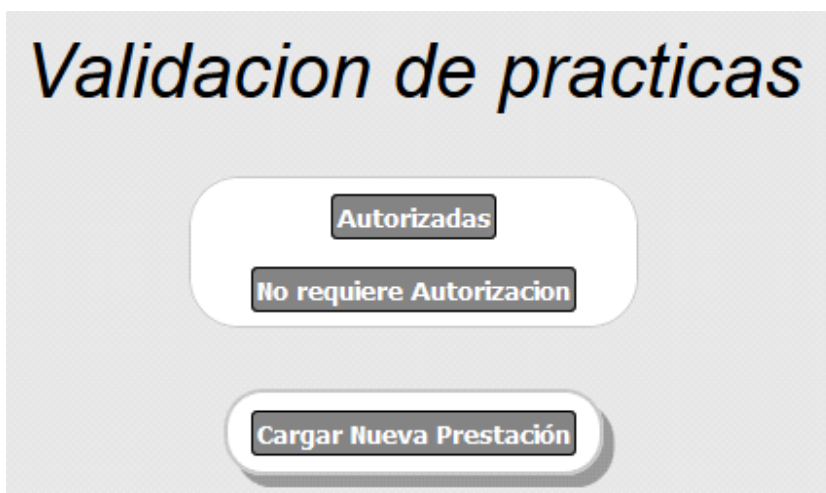 Validacion de practicas
Autorizadas
No requiere Autorizacion
Cargar Nueva Prestación